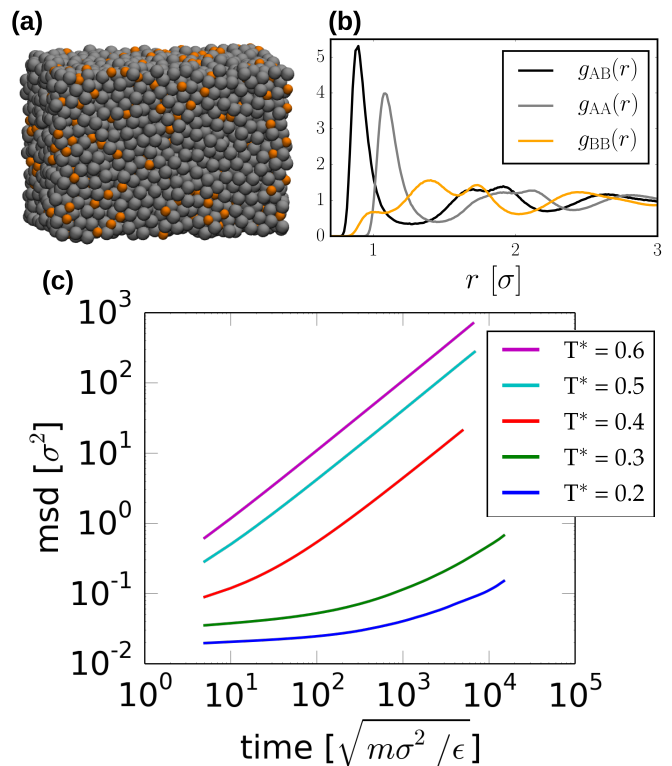 (a)
(b)
5
4
3
2
1
0
g_AB(r)
g_AA(r)
g_BB(r)
1
2
3
r [σ]
(c)
10^3
10^2
10^1
10^0
10^-1
10^-2
msd [σ^2]
T* = 0.6
T* = 0.5
T* = 0.4
T* = 0.3
T* = 0.2
10^0
10^1
10^2
10^3
10^4
10^5
time [√mσ^2 /ϵ]